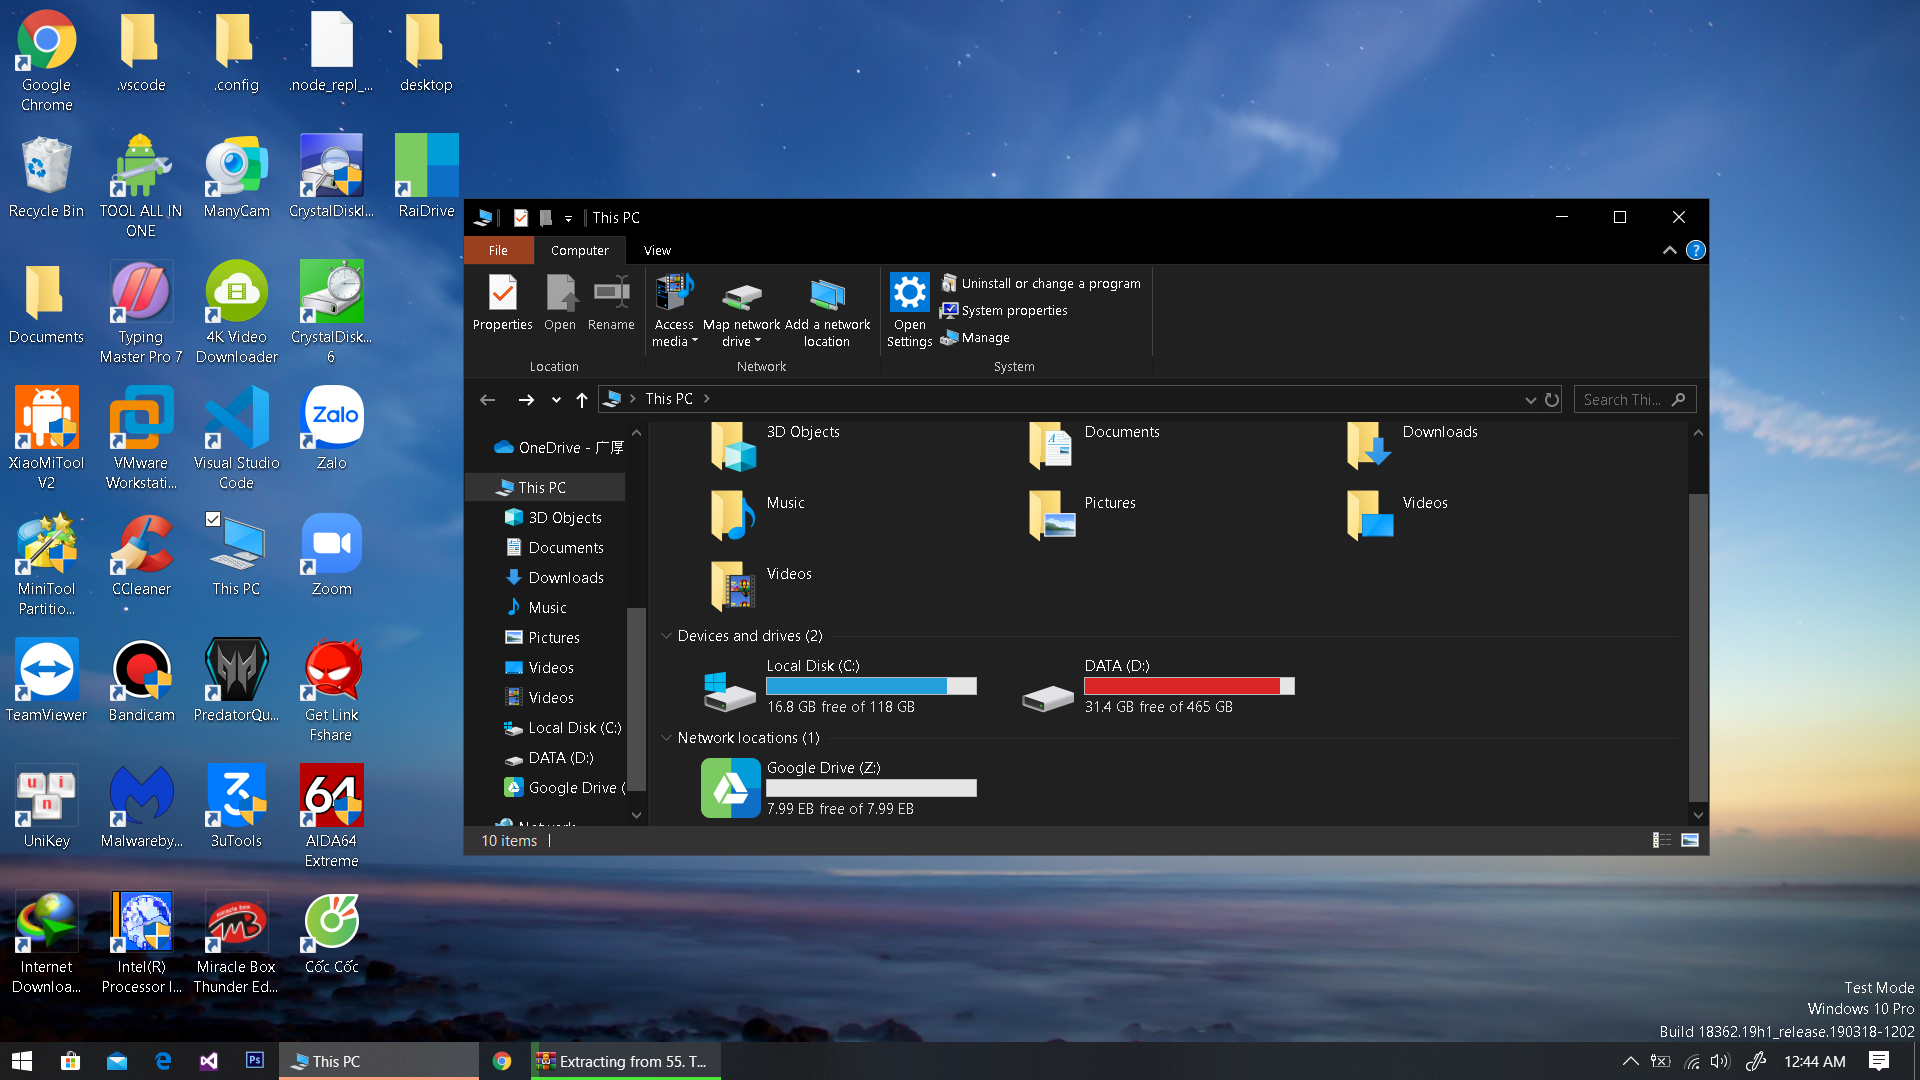 Google
Chrome
.vscode
.config
.node_repl_...
desktop
Recycle Bin
TOOL ALL IN
ONE
ManyCam
CrystalDiskI...
RaiDrive
Documents
Typing
Master Pro 7
4K Video
Downloader
CrystalDisk...
6
XiaoMiTool
V2
VMware
Workstati...
Visual Studio
Code
Zalo
Zalo
MiniTool
Partitio...
CCleaner
This PC
Zoom
TeamViewer
Bandicam
PredatorQu...
Get Link
Fshare
u i
n
UniKey
Malwareby...
3uTools
64
AIDA64
Extreme
Internet
Downloa...
Intel(R)
Processor I...
miracle box
MB
Miracle Box
Thunder Ed...
Cốc Cốc
This PC
File
Computer
View
?
Properties
Open
Rename
Location
Access
media
Map network
drive
Add a network
location
Network
Open
Settings
Uninstall or change a program
System properties
Manage
System
This PC
Search Thi...
OneDrive - 广厚
This PC
3D Objects
Documents
Downloads
Music
Pictures
Videos
Videos
Local Disk (C:)
DATA (D:)
Google Drive (
Network
3D Objects
Documents
Downloads
Music
Pictures
Videos
Videos
Devices and drives (2)
Local Disk (C:)
16.8 GB free of 118 GB
DATA (D:)
31.4 GB free of 465 GB
Network locations (1)
Google Drive (Z:)
7.99 EB free of 7.99 EB
10 items
Test Mode
Windows 10 Pro
Build 18362.19h1_release.190318-1202
Ps
This PC
Extracting from 55. T...
12:44 AM